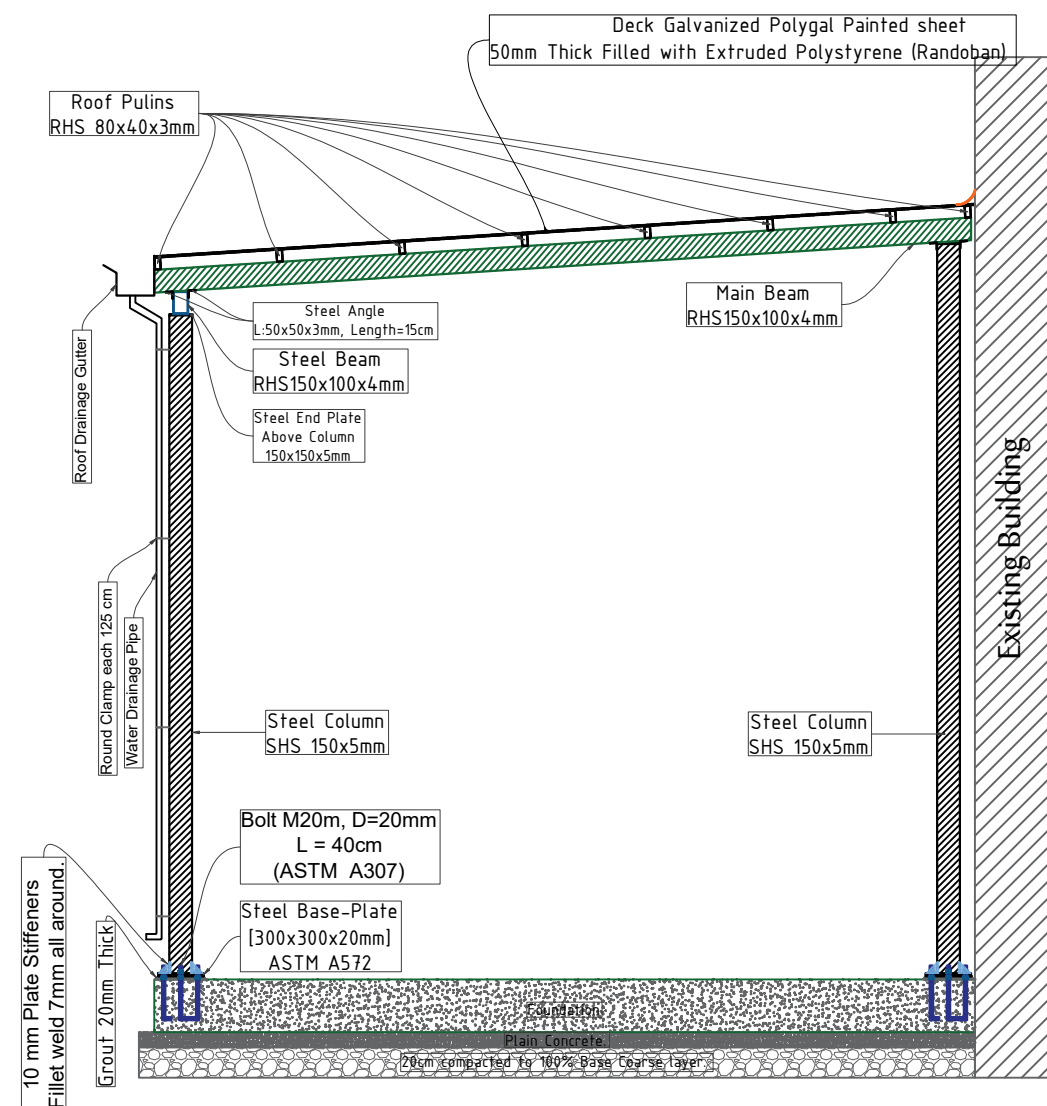 Deck Galvanized Polygal Painted sheet
50mm Thick Filled with Extruded Polystyrene (Randoban)
Roof Pulins
RHS 80x40x3mm
Main Beam
RHS150x100x4mm
Steel Angle
L:50x50x3mm, Length=15cm
Steel Beam
RHS150x100x4mm
Steel End Plate
Above Column
150x150x5mm
Roof Drainage Gutter
Existing Building
Round Clamp each 125 cm
Water Drainage Pipe
Steel Column
SHS 150x5mm
Steel Column
SHS 150x5mm
Bolt M20m, D=20mm
L = 40cm
(ASTM A307)
Steel Base-Plate
[300x300x20mm]
ASTM A572
10 mm Plate Stiffeners
Fillet weld 7mm all around.
Grout 20mm Thick
Foundation
Plain Concrete.
20cm compacted to 100% Base Coarse layer.